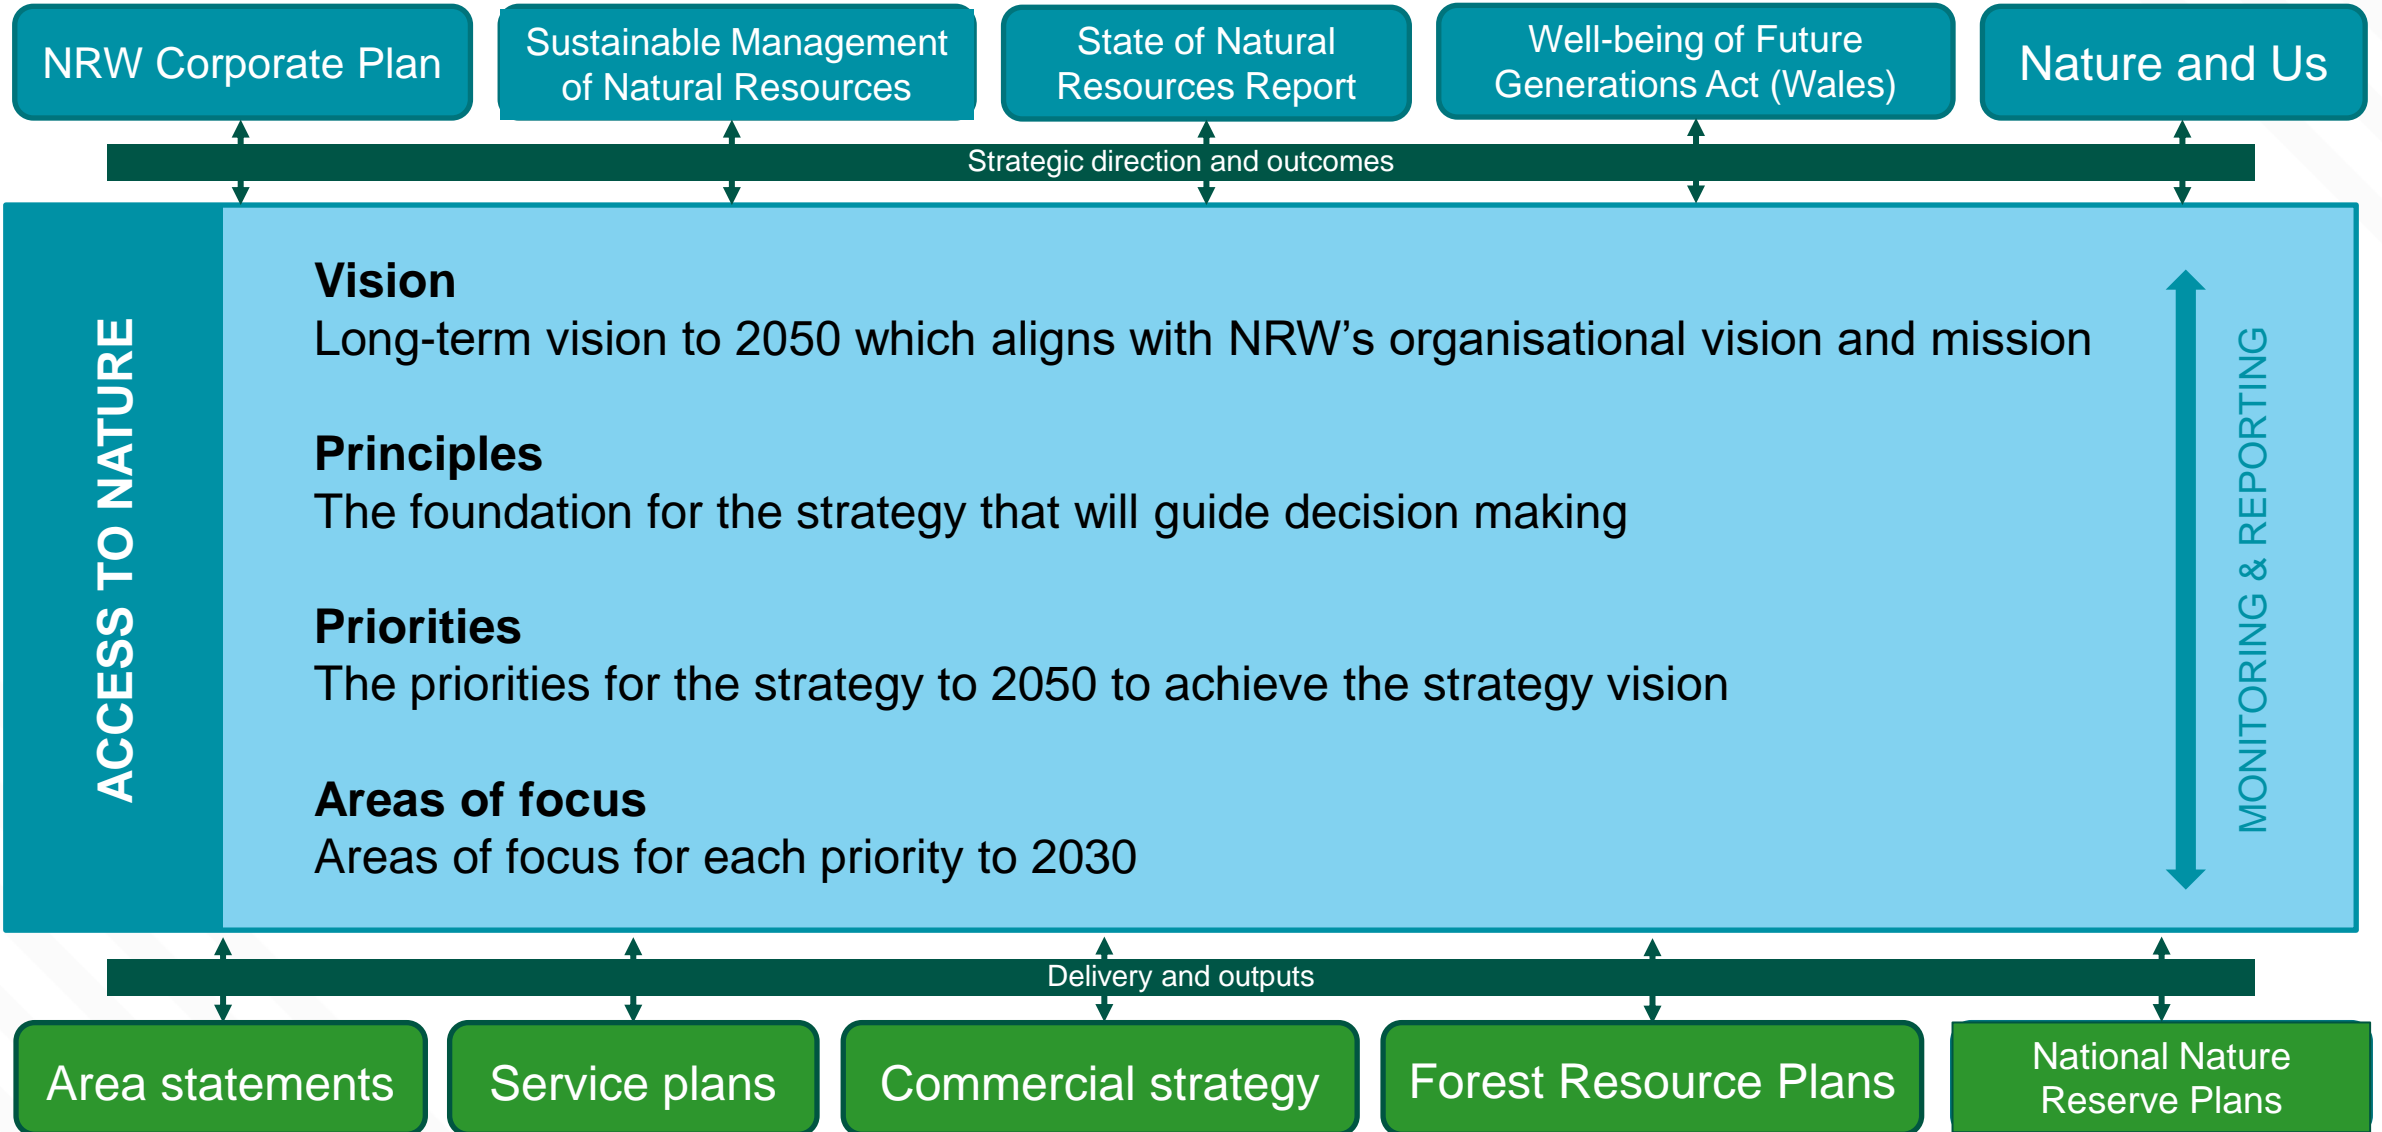 NRW Corporate Plan
Sustainable Management
of Natural Resources
State of Natural
Resources Report
Well-being of Future
Generations Act (Wales)
Nature and Us
Strategic direction and outcomes
ACCESS TO NATURE
Vision
Long-term vision to 2050 which aligns with NRW’s organisational vision and mission
Principles
The foundation for the strategy that will guide decision making
Priorities
The priorities for the strategy to 2050 to achieve the strategy vision
Areas of focus
Areas of focus for each priority to 2030
MONITORING & REPORTING
Delivery and outputs
Area statements
Service plans
Commercial strategy
Forest Resource Plans
National Nature
Reserve Plans